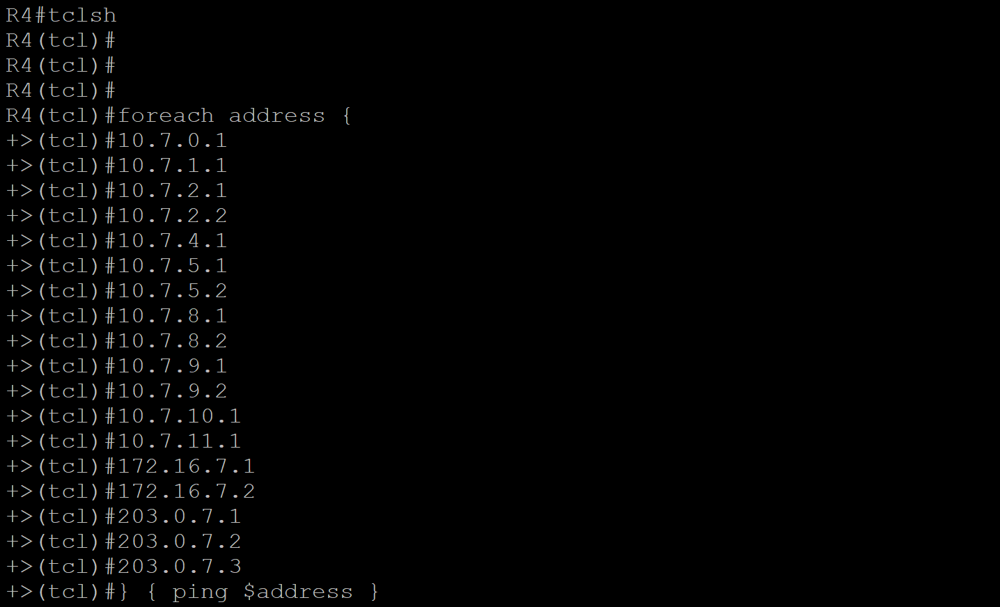 R4#tclsh
R4(tcl)#
R4(tcl)#
R4(tcl)#
R4(tcl)#foreach address {
+>(tcl)#10.7.0.1
+>(tcl)#10.7.1.1
+>(tcl)#10.7.2.1
+>(tcl)#10.7.2.2
+>(tcl)#10.7.4.1
+>(tcl)#10.7.5.1
+>(tcl)#10.7.5.2
+>(tcl)#10.7.8.1
+>(tcl)#10.7.8.2
+>(tcl)#10.7.9.1
+>(tcl)#10.7.9.2
+>(tcl)#10.7.10.1
+>(tcl)#10.7.11.1
+>(tcl)#172.16.7.1
+>(tcl)#172.16.7.2
+>(tcl)#203.0.7.1
+>(tcl)#203.0.7.2
+>(tcl)#203.0.7.3
+>(tcl)#} { ping $address }